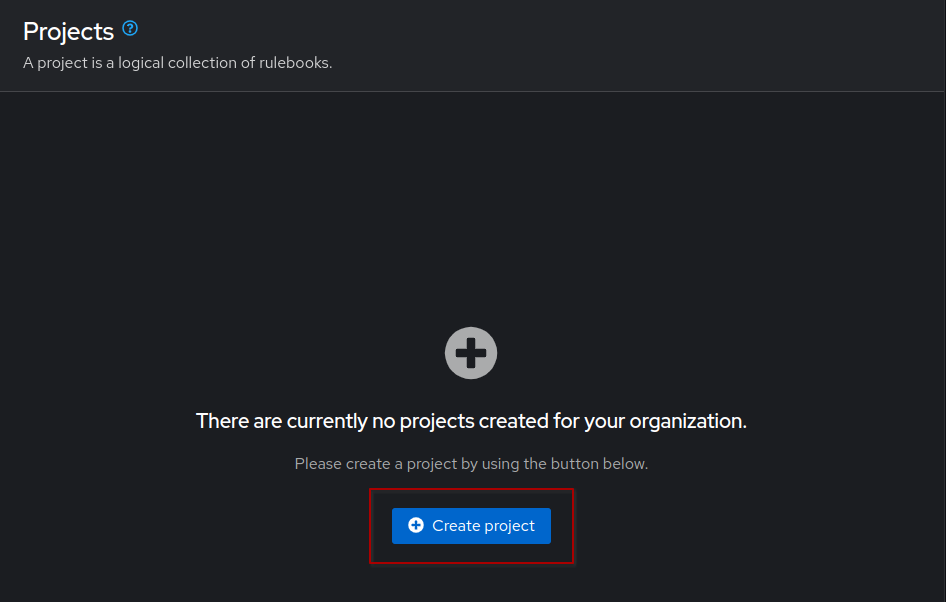 Projects
A project is a logical collection of rulebooks.
There are currently no projects created for your organization.
Please create a project by using the button below.
Create project